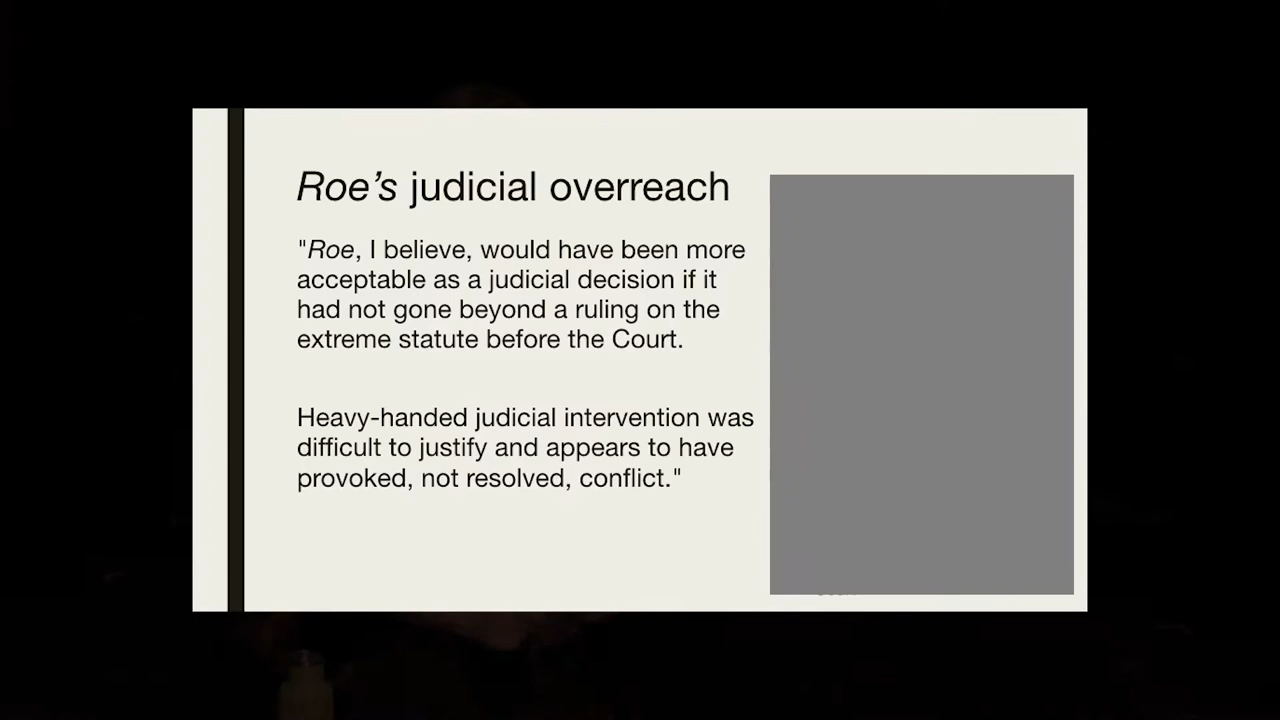 Roe’s judicial overreach
"Roe, I believe, would have been more
acceptable as a judicial decision if it
had not gone beyond a ruling on the
extreme statute before the Court.
Heavy-handed judicial intervention was
difficult to justify and appears to have
provoked, not resolved, conflict."